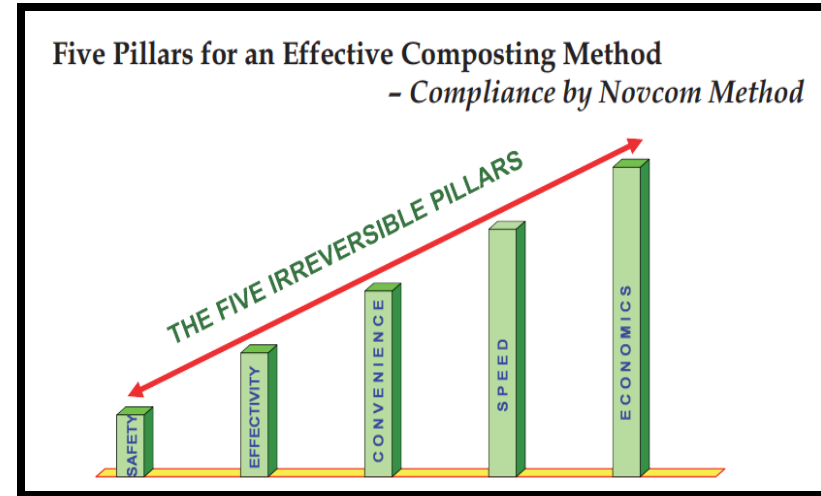 Five Pillars for an Effective Composting Method
– Compliance by Novcom Method
THE FIVE IRREVERSIBLE PILLARS
SAFETY
EFFECTIVITY
CONVENIENCE
SPEED
ECONOMICS